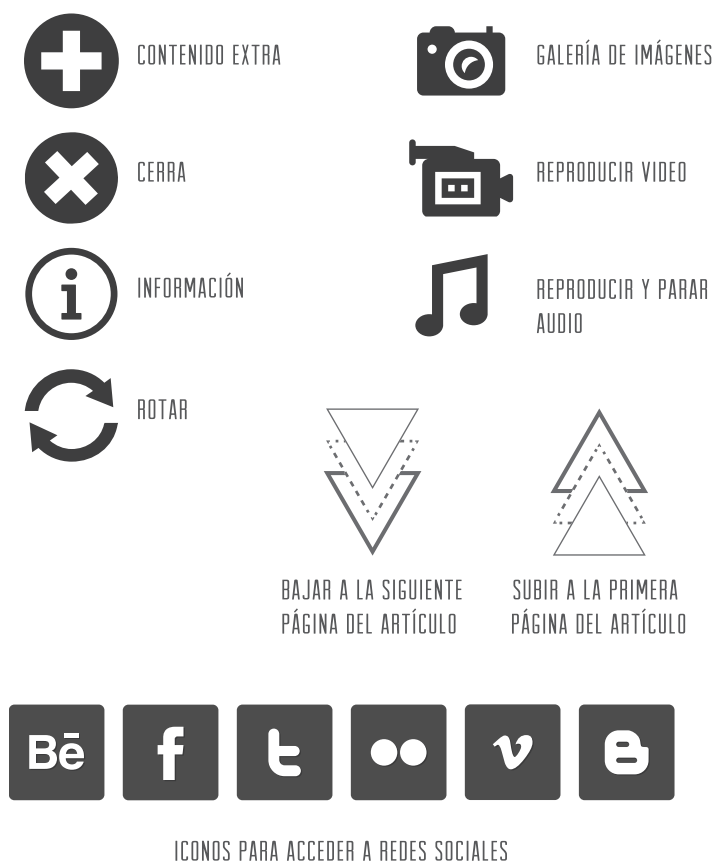 CONTENIDO EXTRA
GALERÍA DE IMÁGENES
CERRA
REPRODUCIR VIDEO
INFORMACIÓN
REPRODUCIR Y PARAR
AUDIO
ROTAR
BAJAR A LA SIGUIENTE
PÁGINA DEL ARTÍCULO
SUBIR A LA PRIMERA
PÁGINA DEL ARTÍCULO
Bē f t v B
ICONOS PARA ACCEDER A REDES SOCIALES